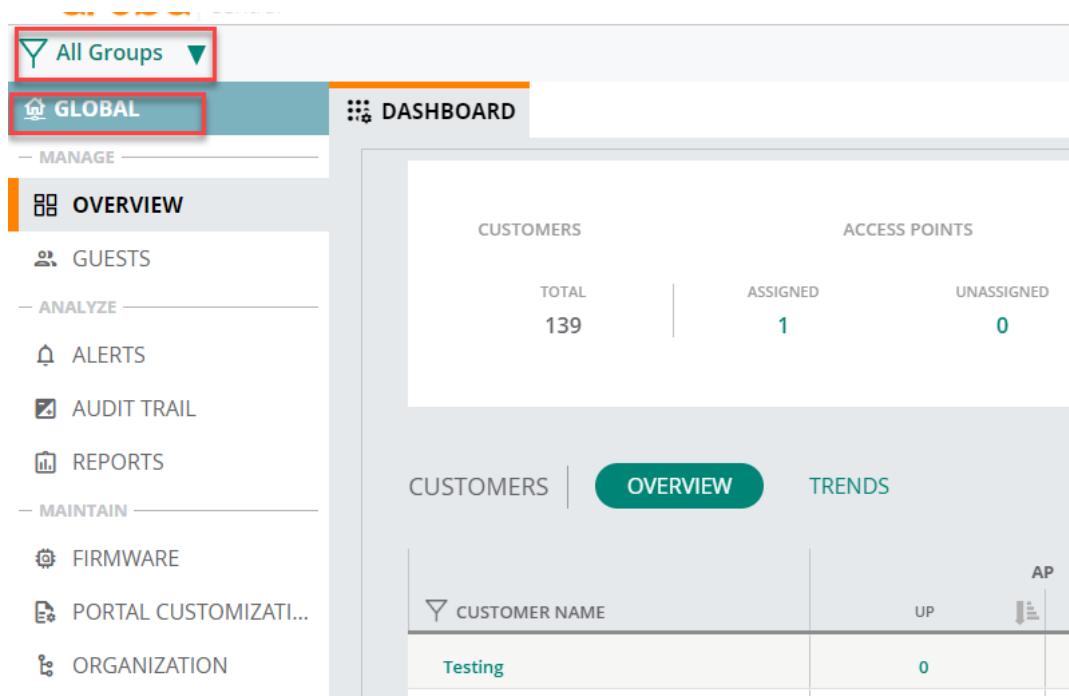 All Groups
GLOBAL
DASHBOARD
MANAGE
OVERVIEW
GUESTS
ANALYZE
ALERTS
AUDIT TRAIL
REPORTS
MAINTAIN
FIRMWARE
PORTAL CUSTOMIZATI...
ORGANIZATION
CUSTOMERS
ACCESS POINTS
TOTAL
ASSIGNED
UNASSIGNED
139
1
0
CUSTOMERS
OVERVIEW
TRENDS
AP
CUSTOMER NAME
UP
Testing
0